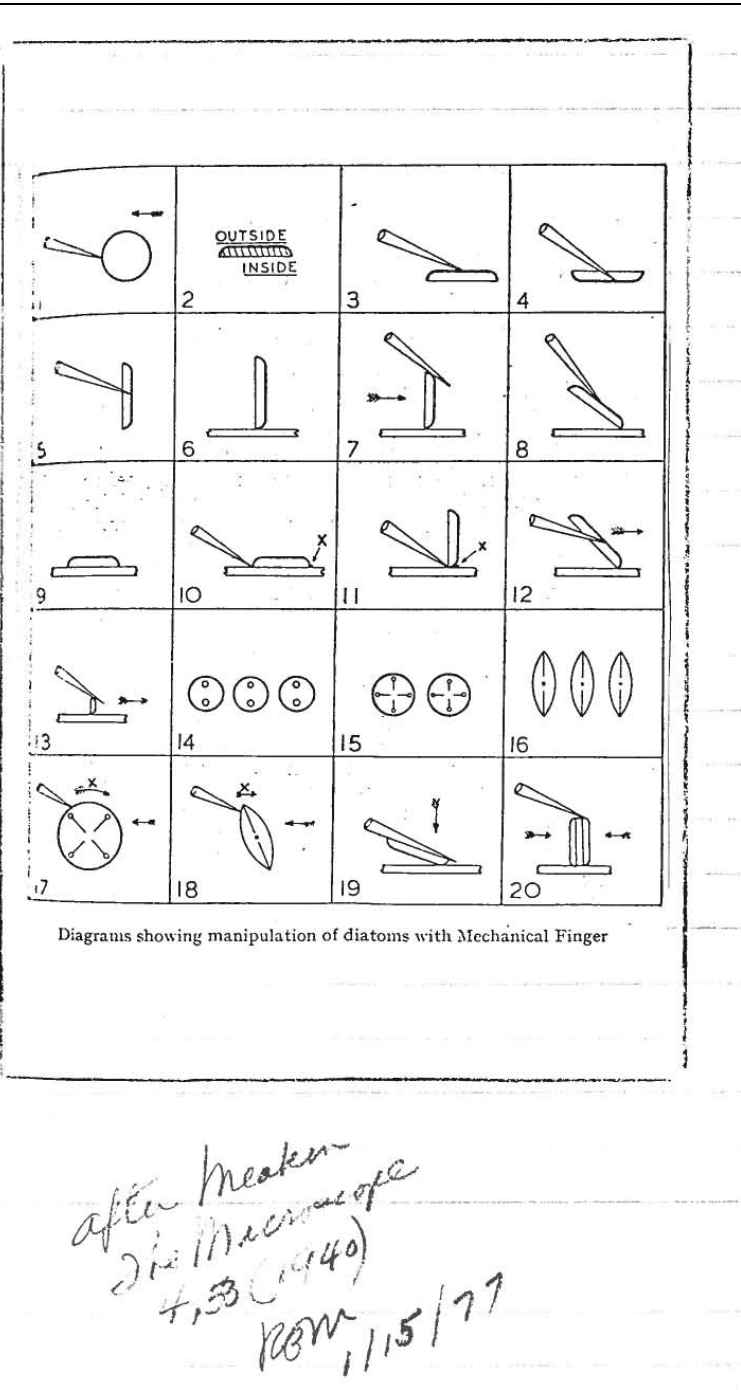 1
OUTSIDE
INSIDE
2
3
4
5
6
7
8
9
X
10
X
11
12
13
14
15
16
X
17
X
18
19
20
Diagrams showing manipulation of diatoms with Mechanical Finger
after Meakin
The Microscope
4,33 (1940)
1/15/77